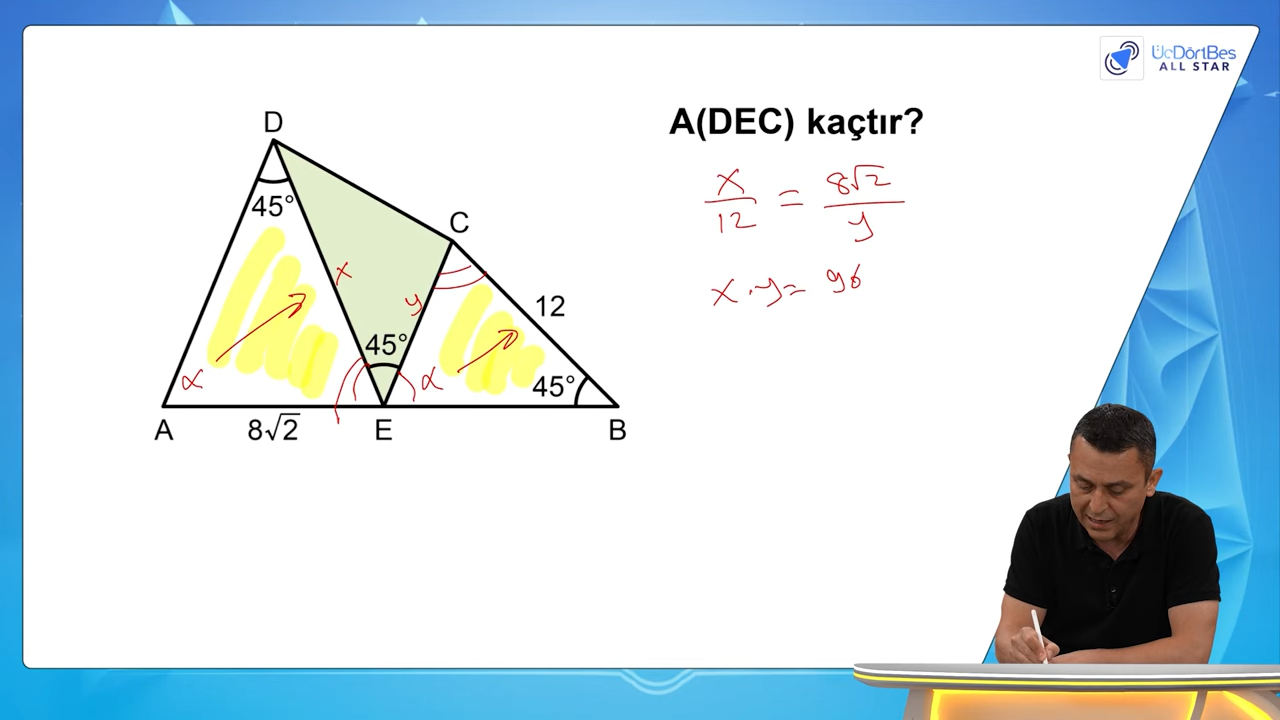 ÜçDörtBeş
ALL STAR
A(DEC) kaçtır?
D
45°
C
x
y
12
45°
α
α
45°
A
8√2
E
B
x/12 = 8√2/y
x · y = 96